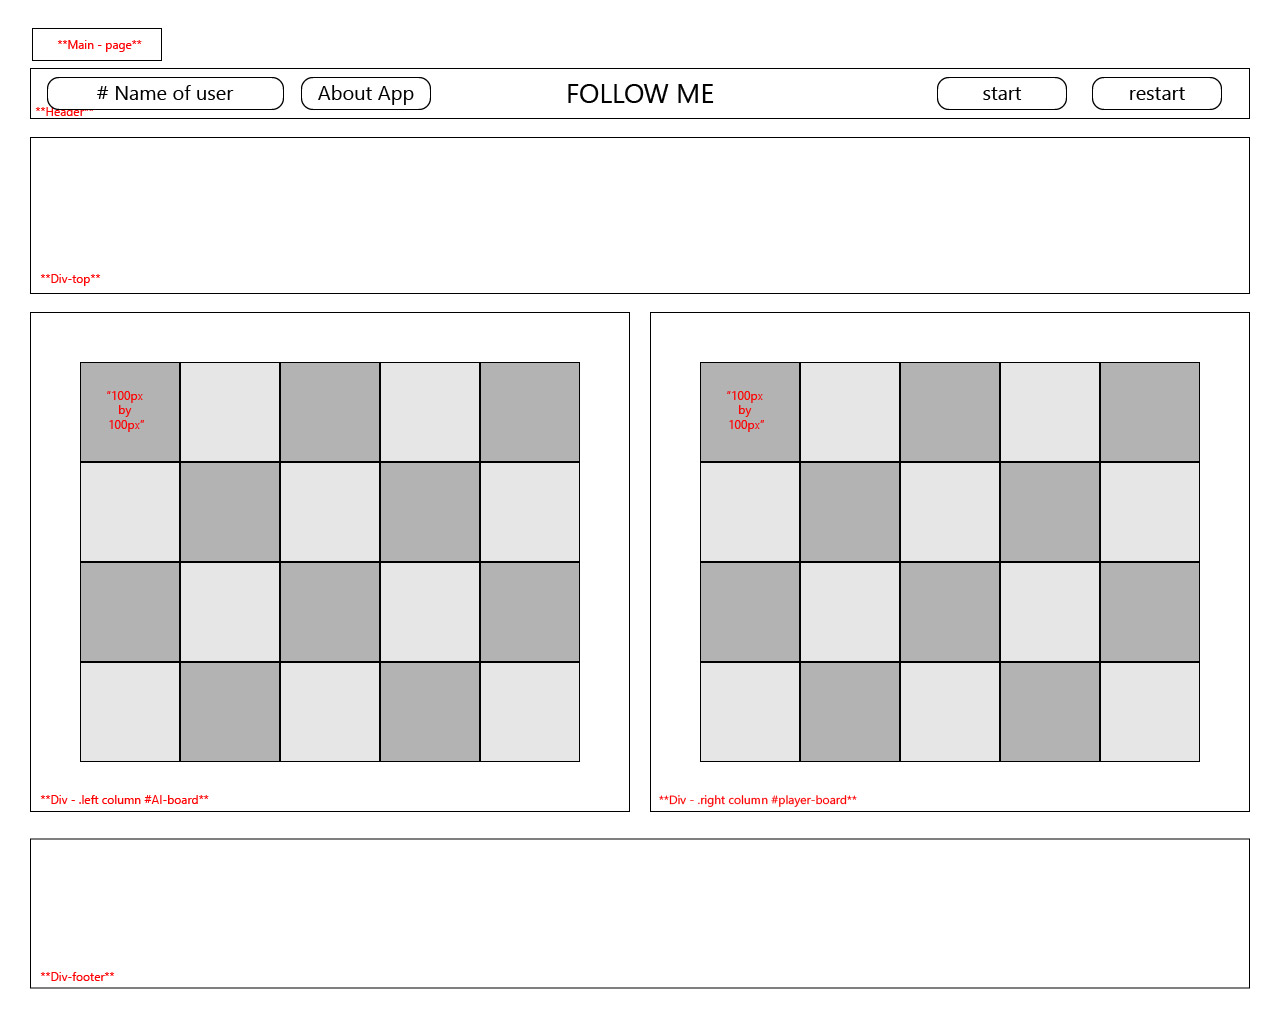 **Main - page**
# Name of user
About App
FOLLOW ME
start
restart
**Header**
**Div-top**
"100px
by
100px"
"100px
by
100px"
**Div - .left column #AI-board**
**Div - .right column #player-board**
**Div-footer**